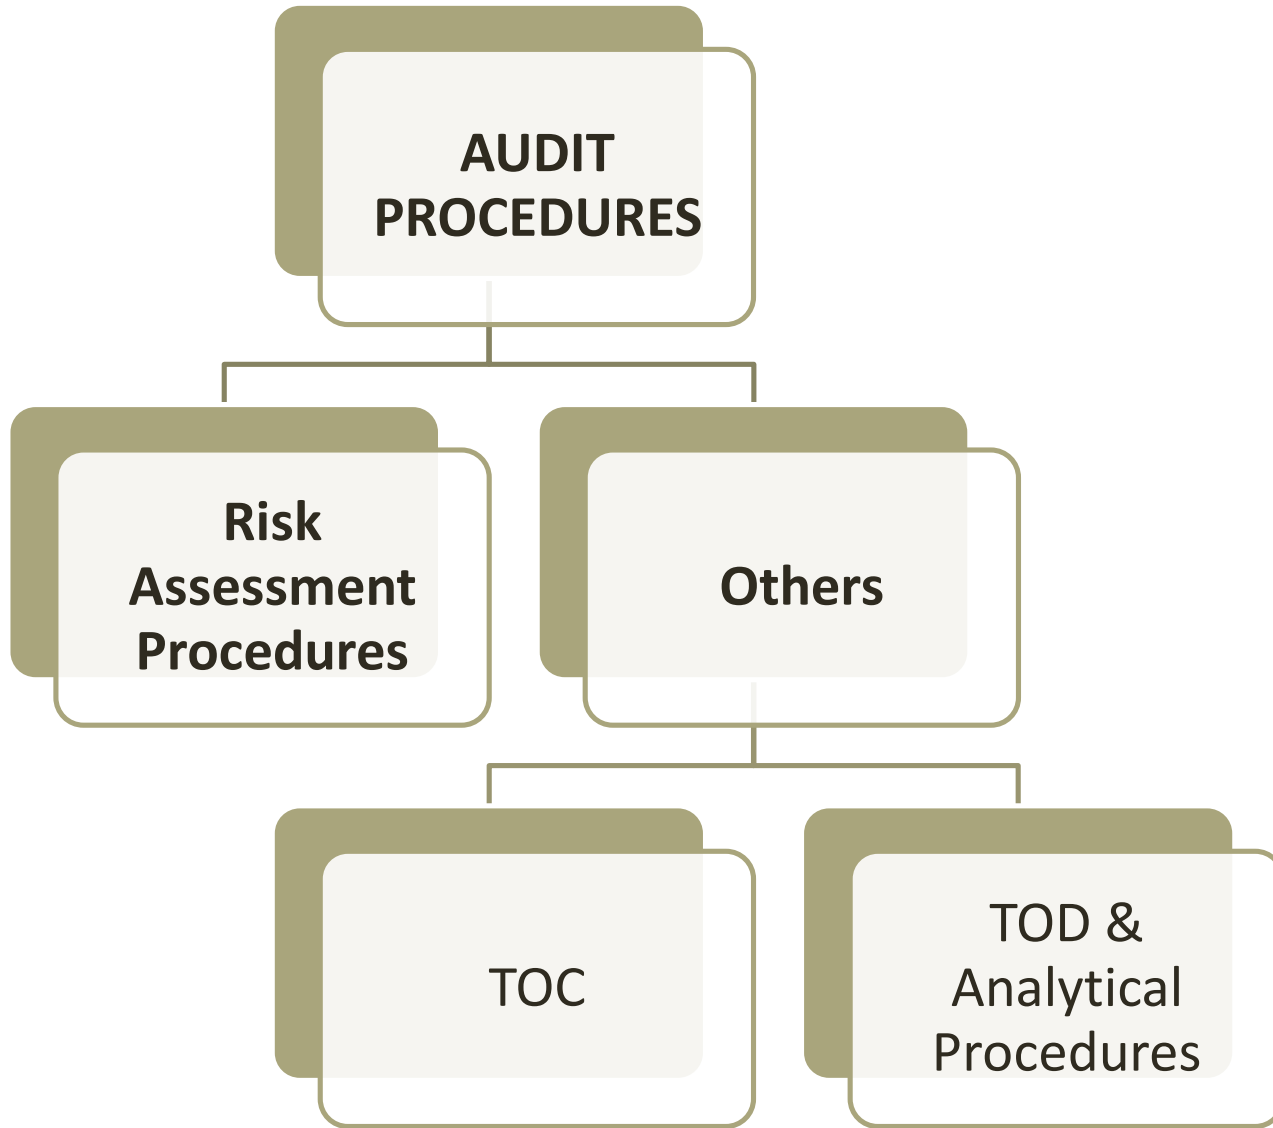 AUDIT
PROCEDURES
Risk
Assessment
Procedures
Others
TOC
TOD &
Analytical
Procedures